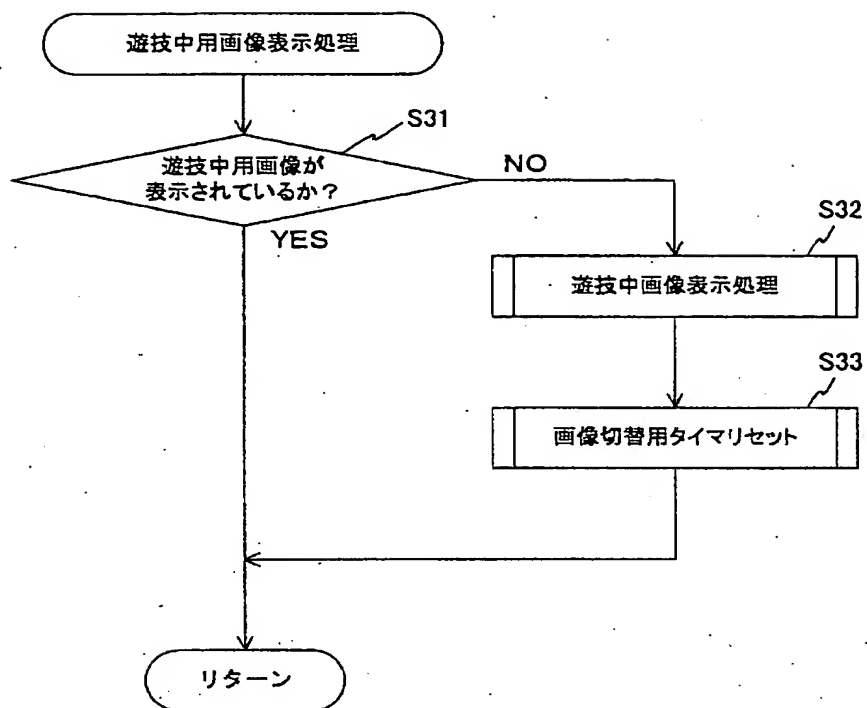 遊技中用画像表示処理
S31
遊技中用画像が
表示されているか？
NO
YES
S32
遊技中画像表示処理
S33
画像切替用タイマリセット
リターン